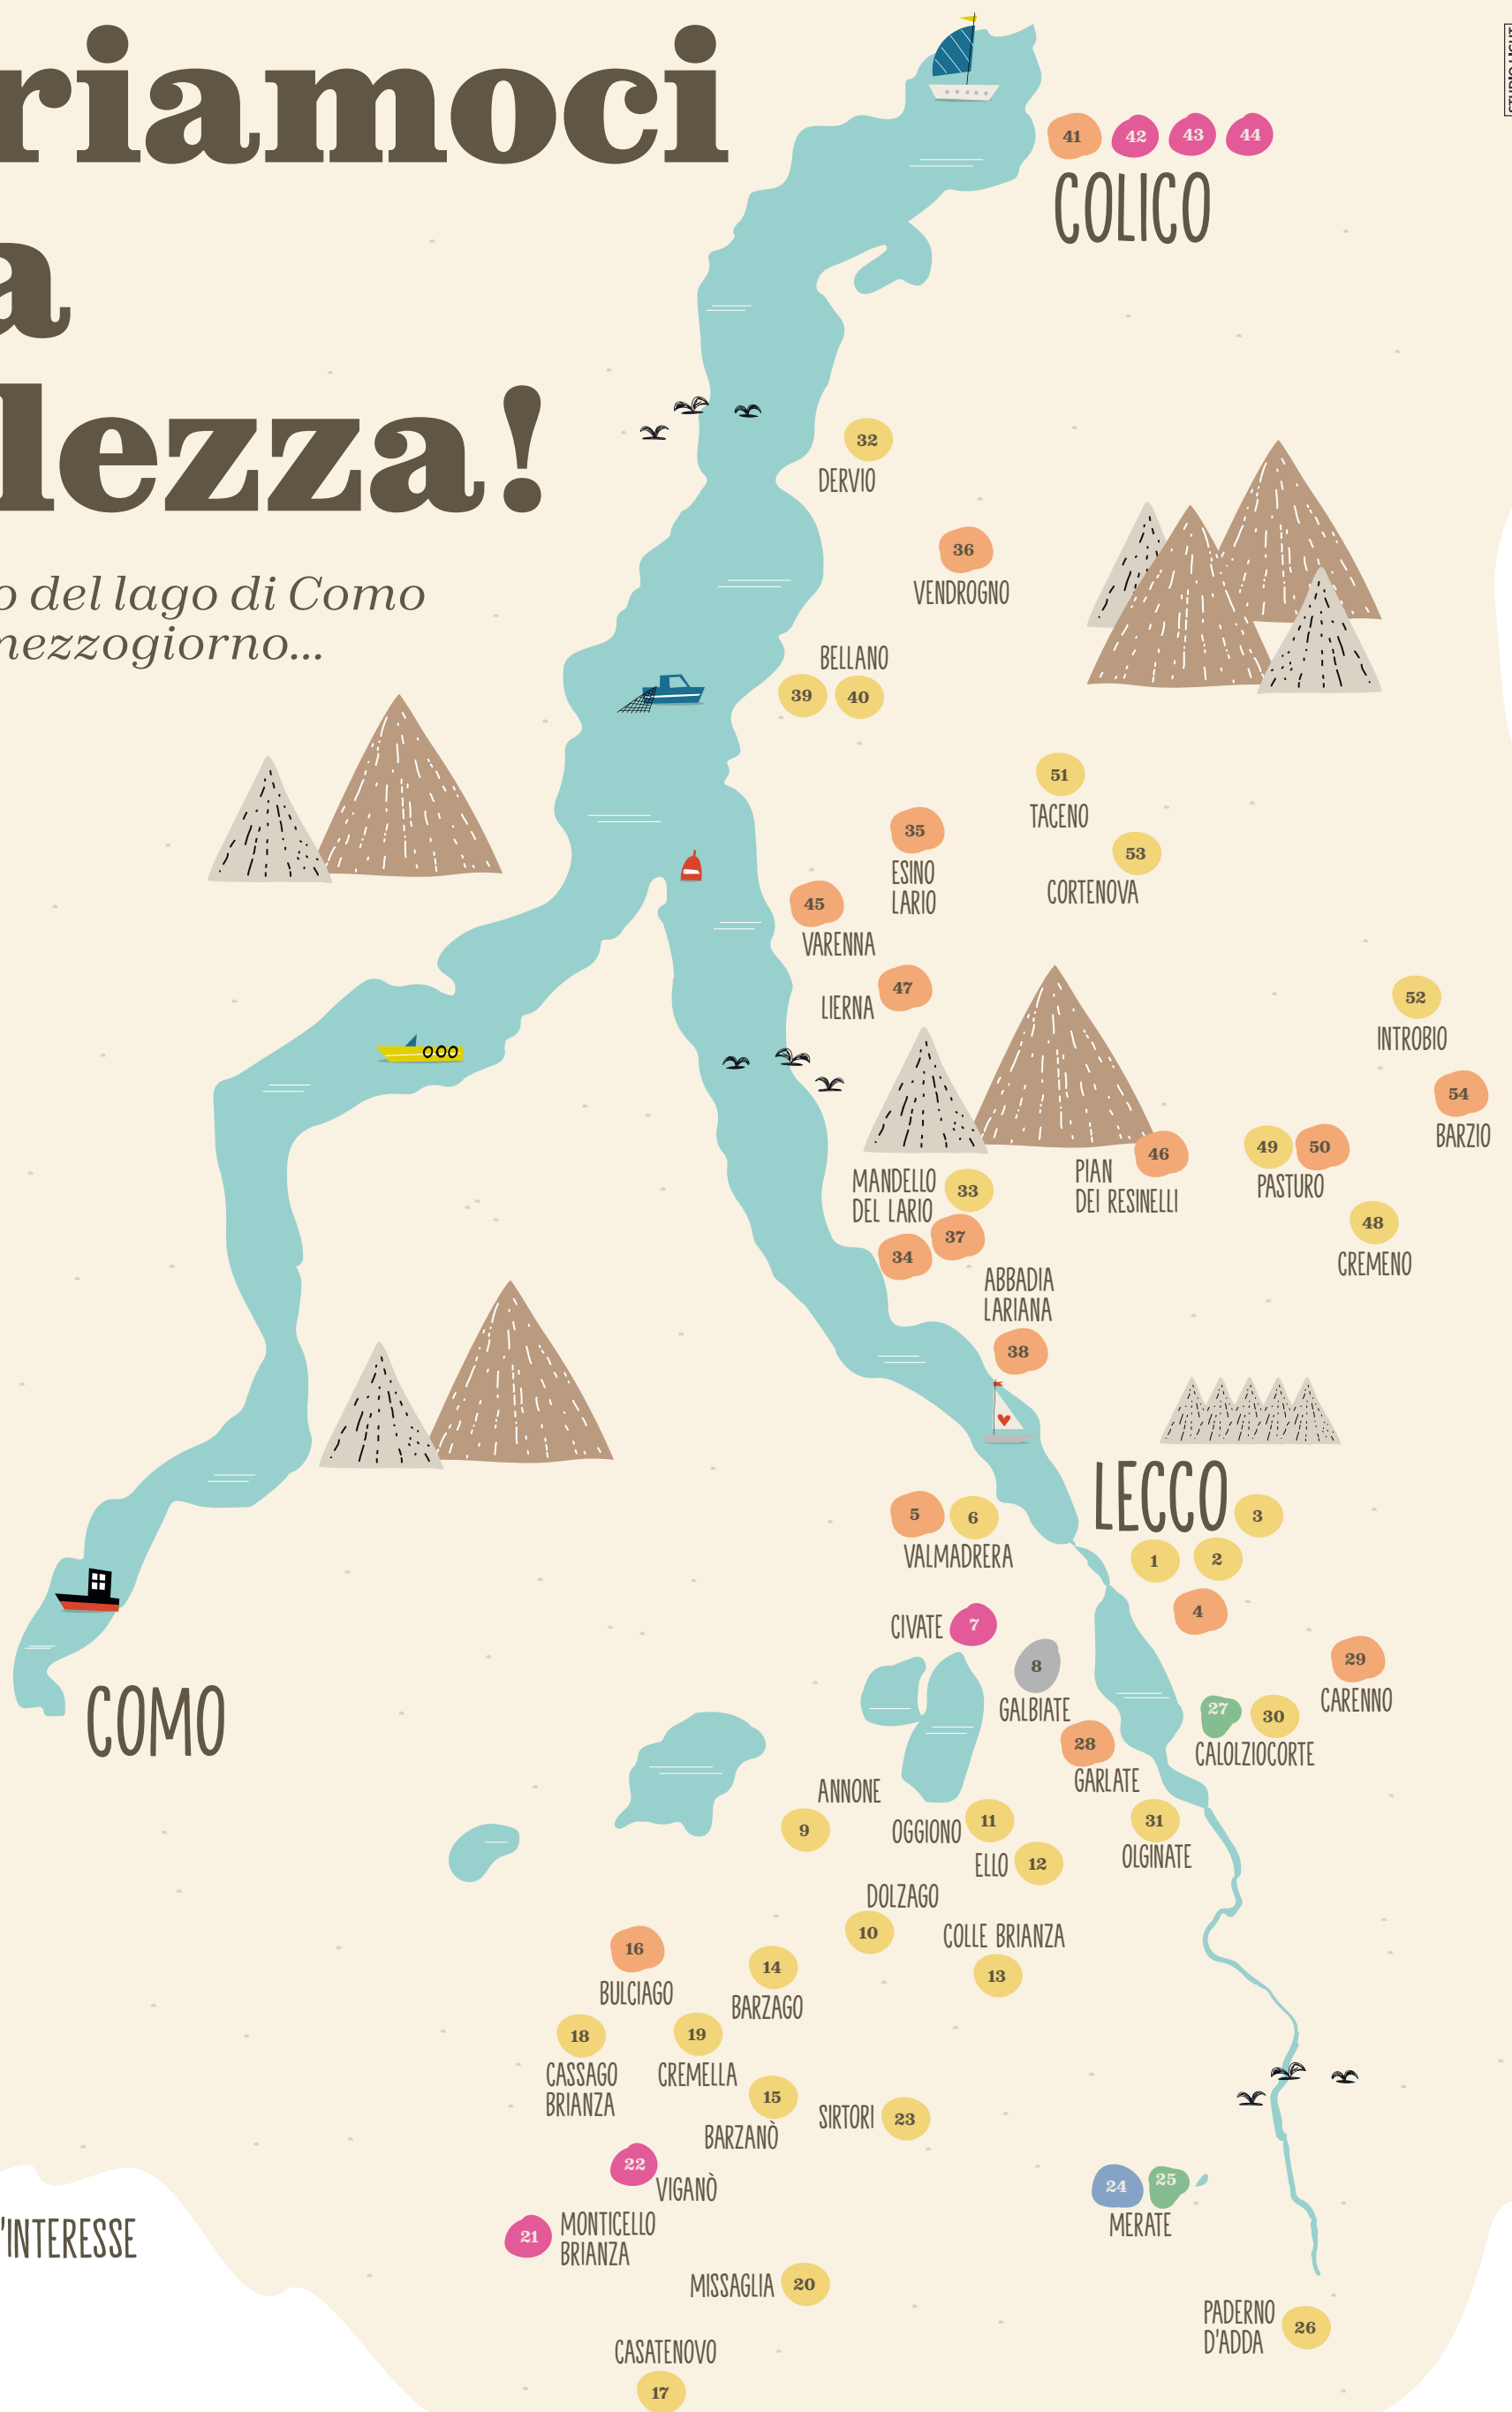 riamoci
a
lezza!
o del lago di Como
mezzogiorno...
41 42 43 44
COLICO
32
DERVIO
36
VENDROGNO
BELLANO
39 40
51
TACENO
35
ESINO
LARIO
53
CORTENOVA
45
VARENNA
47
LIERNA
52
INTROBIO
54
BARZIO
46
PIAN
DEI RESINELLI
49 50
PASTURO
MANDELLO
DEL LARIO
33
37
34
48
CREMENO
ABBADIA
LARIANA
38
LECCO
3
1 2
4
5 6
VALMADRERA
CIVATE 7
8
GALBIATE
29
CARENNO
27 30
CALOLZIOCORTE
COMO
28
GARLATE
ANNONE
9
OGGIONO 11
31
OLGINATE
ELLO 12
DOLZAGO
10
COLLE BRIANZA
13
16
BULCIAGO
14
BARZAGO
18
CASSAGO
BRIANZA
19
CREMELLA
15
BARZANÒ
SIRTORI 23
22
VIGANÒ
24 25
MERATE
21
MONTICELLO
BRIANZA
'INTERESSE
MISSAGLIA 20
PADERNO
D'ADDA
26
CASATENOVO
17